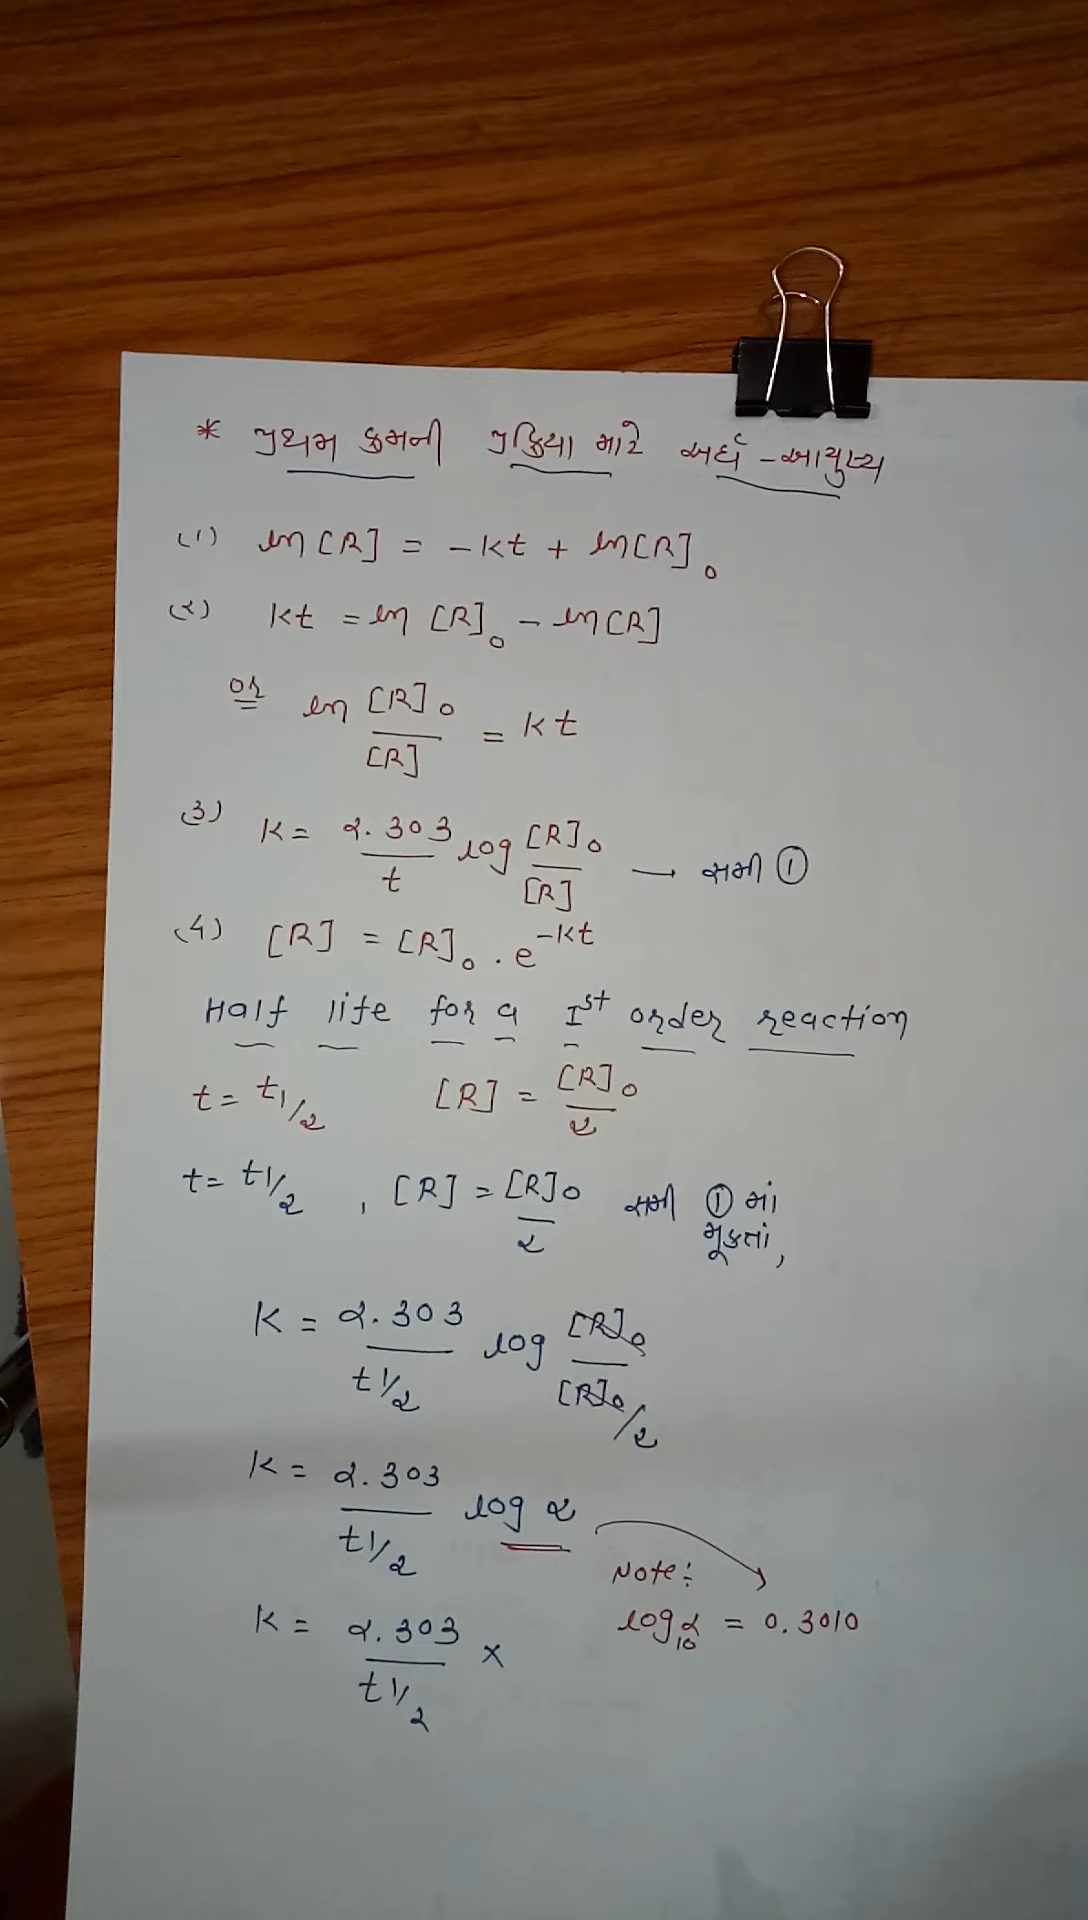 * પ્રથમ ક્રમની પ્રક્રિયા માટે અર્ધ-આયુષ્ય
(1) ln [R] = -kt + ln[R]₀
(2) kt = ln [R]₀ - ln[R]
or ln [R]₀ / [R] = kt
(3) K = 2.303 / t log [R]₀ / [R] → સમી ①
(4) [R] = [R]₀ . e^-kt
Half life for a Ist order reaction
t = t1/2 [R] = [R]₀ / 2
t = t1/2 , [R] = [R]₀ / 2 સમી ① માં
મૂકતાં,
K = 2.303 / t1/2 log [R]₀ / [R]₀/2
K = 2.303 / t1/2 log 2
Note:
log₁₀ 2 = 0.3010
K = 2.303 / t1/2 ×